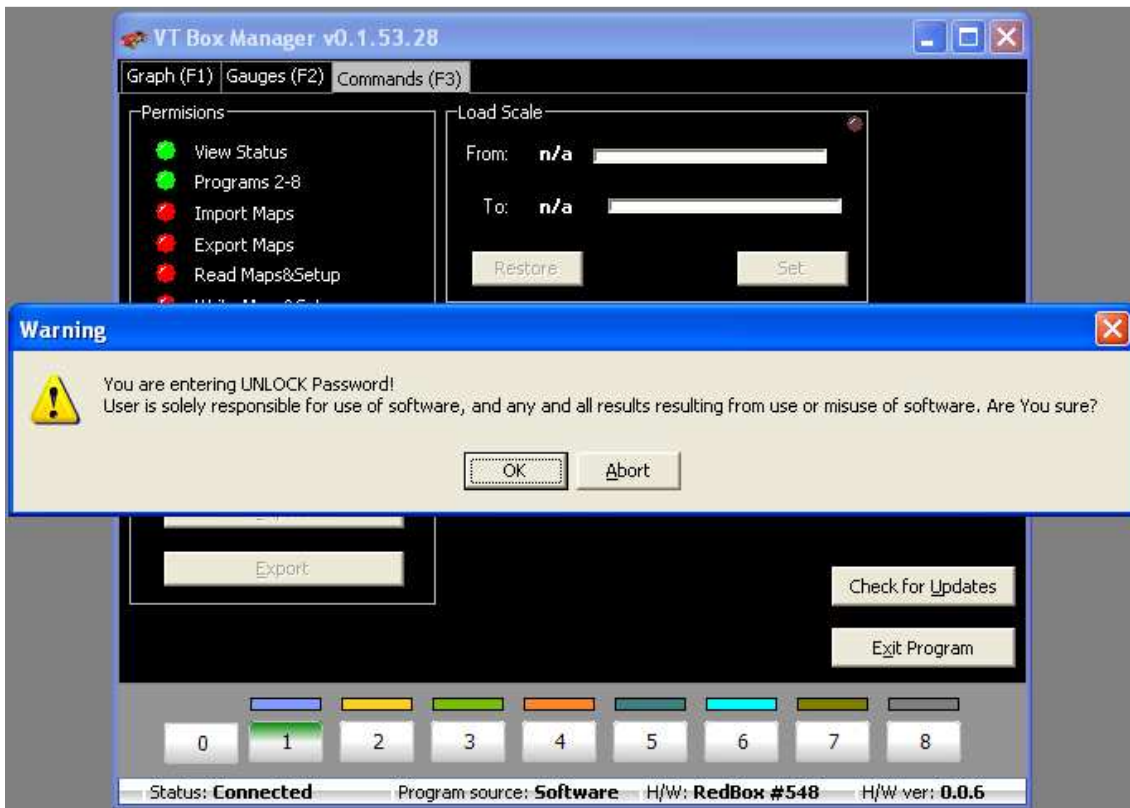 VT Box Manager v0.1.53.28
Graph (F1) Gauges (F2) Commands (F3)
Permisions
View Status
Programs 2-8
Import Maps
Export Maps
Read Maps&Setup
Load Scale
From: n/a
To: n/a
Restore Set
Warning
You are entering UNLOCK Password!
User is solely responsible for use of software, and any and all results resulting from use or misuse of software. Are You sure?
OK Abort
Export
Check for Updates
Exit Program
0 1 2 3 4 5 6 7 8
Status: Connected Program source: Software H/W: RedBox #548 H/W ver: 0.0.6